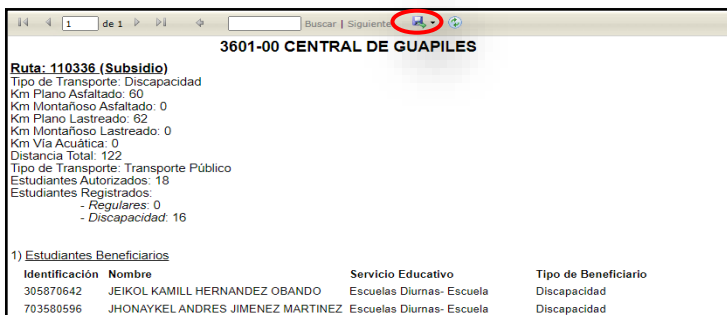 1 de 1 Buscar | Siguiente
3601-00 CENTRAL DE GUAPILES
Ruta: 110336 (Subsidio)
Tipo de Transporte: Discapacidad
Km Plano Asfaltado: 60
Km Montañoso Asfaltado: 0
Km Plano Lastreado: 62
Km Montañoso Lastreado: 0
Km Vía Acuática: 0
Distancia Total: 122
Tipo de Transporte: Transporte Público
Estudiantes Autorizados: 18
Estudiantes Registrados:
- Regulares: 0
- Discapacidad: 16
1) Estudiantes Beneficiarios
Identificación Nombre Servicio Educativo Tipo de Beneficiario
305870642 JEIKOL KAMILL HERNANDEZ OBANDO Escuelas Diurnas- Escuela Discapacidad
703580596 JHONAYKEL ANDRES JIMENEZ MARTINEZ Escuelas Diurnas- Escuela Discapacidad